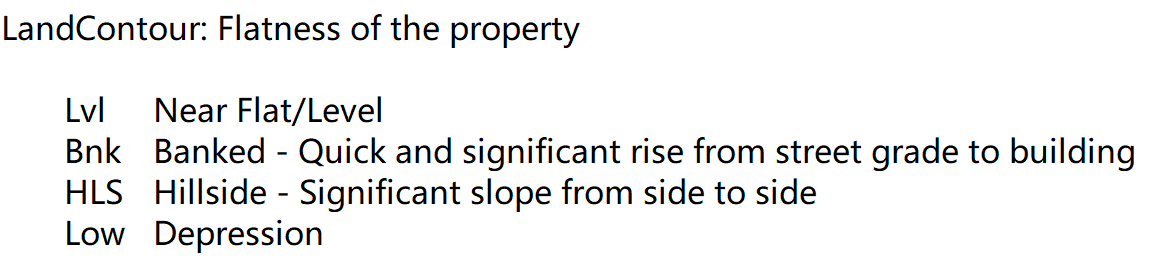 LandContour: Flatness of the property
Lvl Near Flat/Level
Bnk Banked - Quick and significant rise from street grade to building
HLS Hillside - Significant slope from side to side
Low Depression